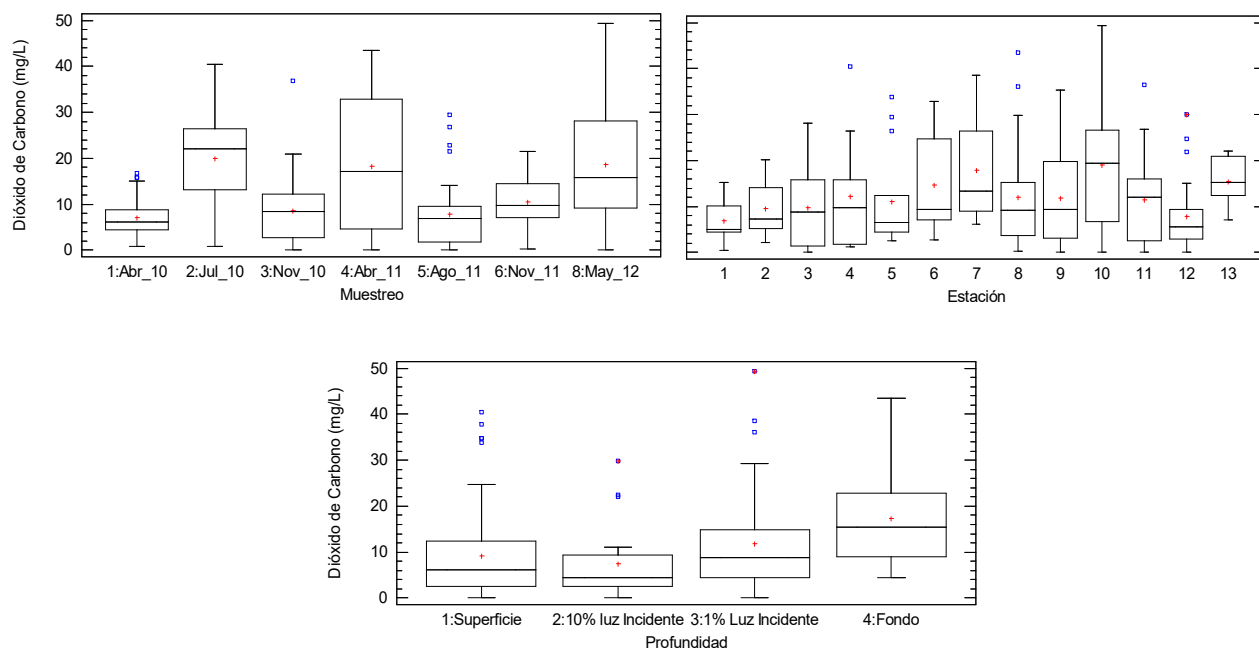 Dióxido de Carbono (mg/L)
50
40
30
20
10
0
1:Abr_10 2:Jul_10 3:Nov_10 4:Abr_11 5:Ago_11 6:Nov_11 8:May_12
Muestreo
1 2 3 4 5 6 7 8 9 10 11 12 13
Estación
Dióxido de Carbono (mg/L)
50
40
30
20
10
0
1:Superficie 2:10% luz Incidente 3:1% Luz Incidente 4:Fondo
Profundidad